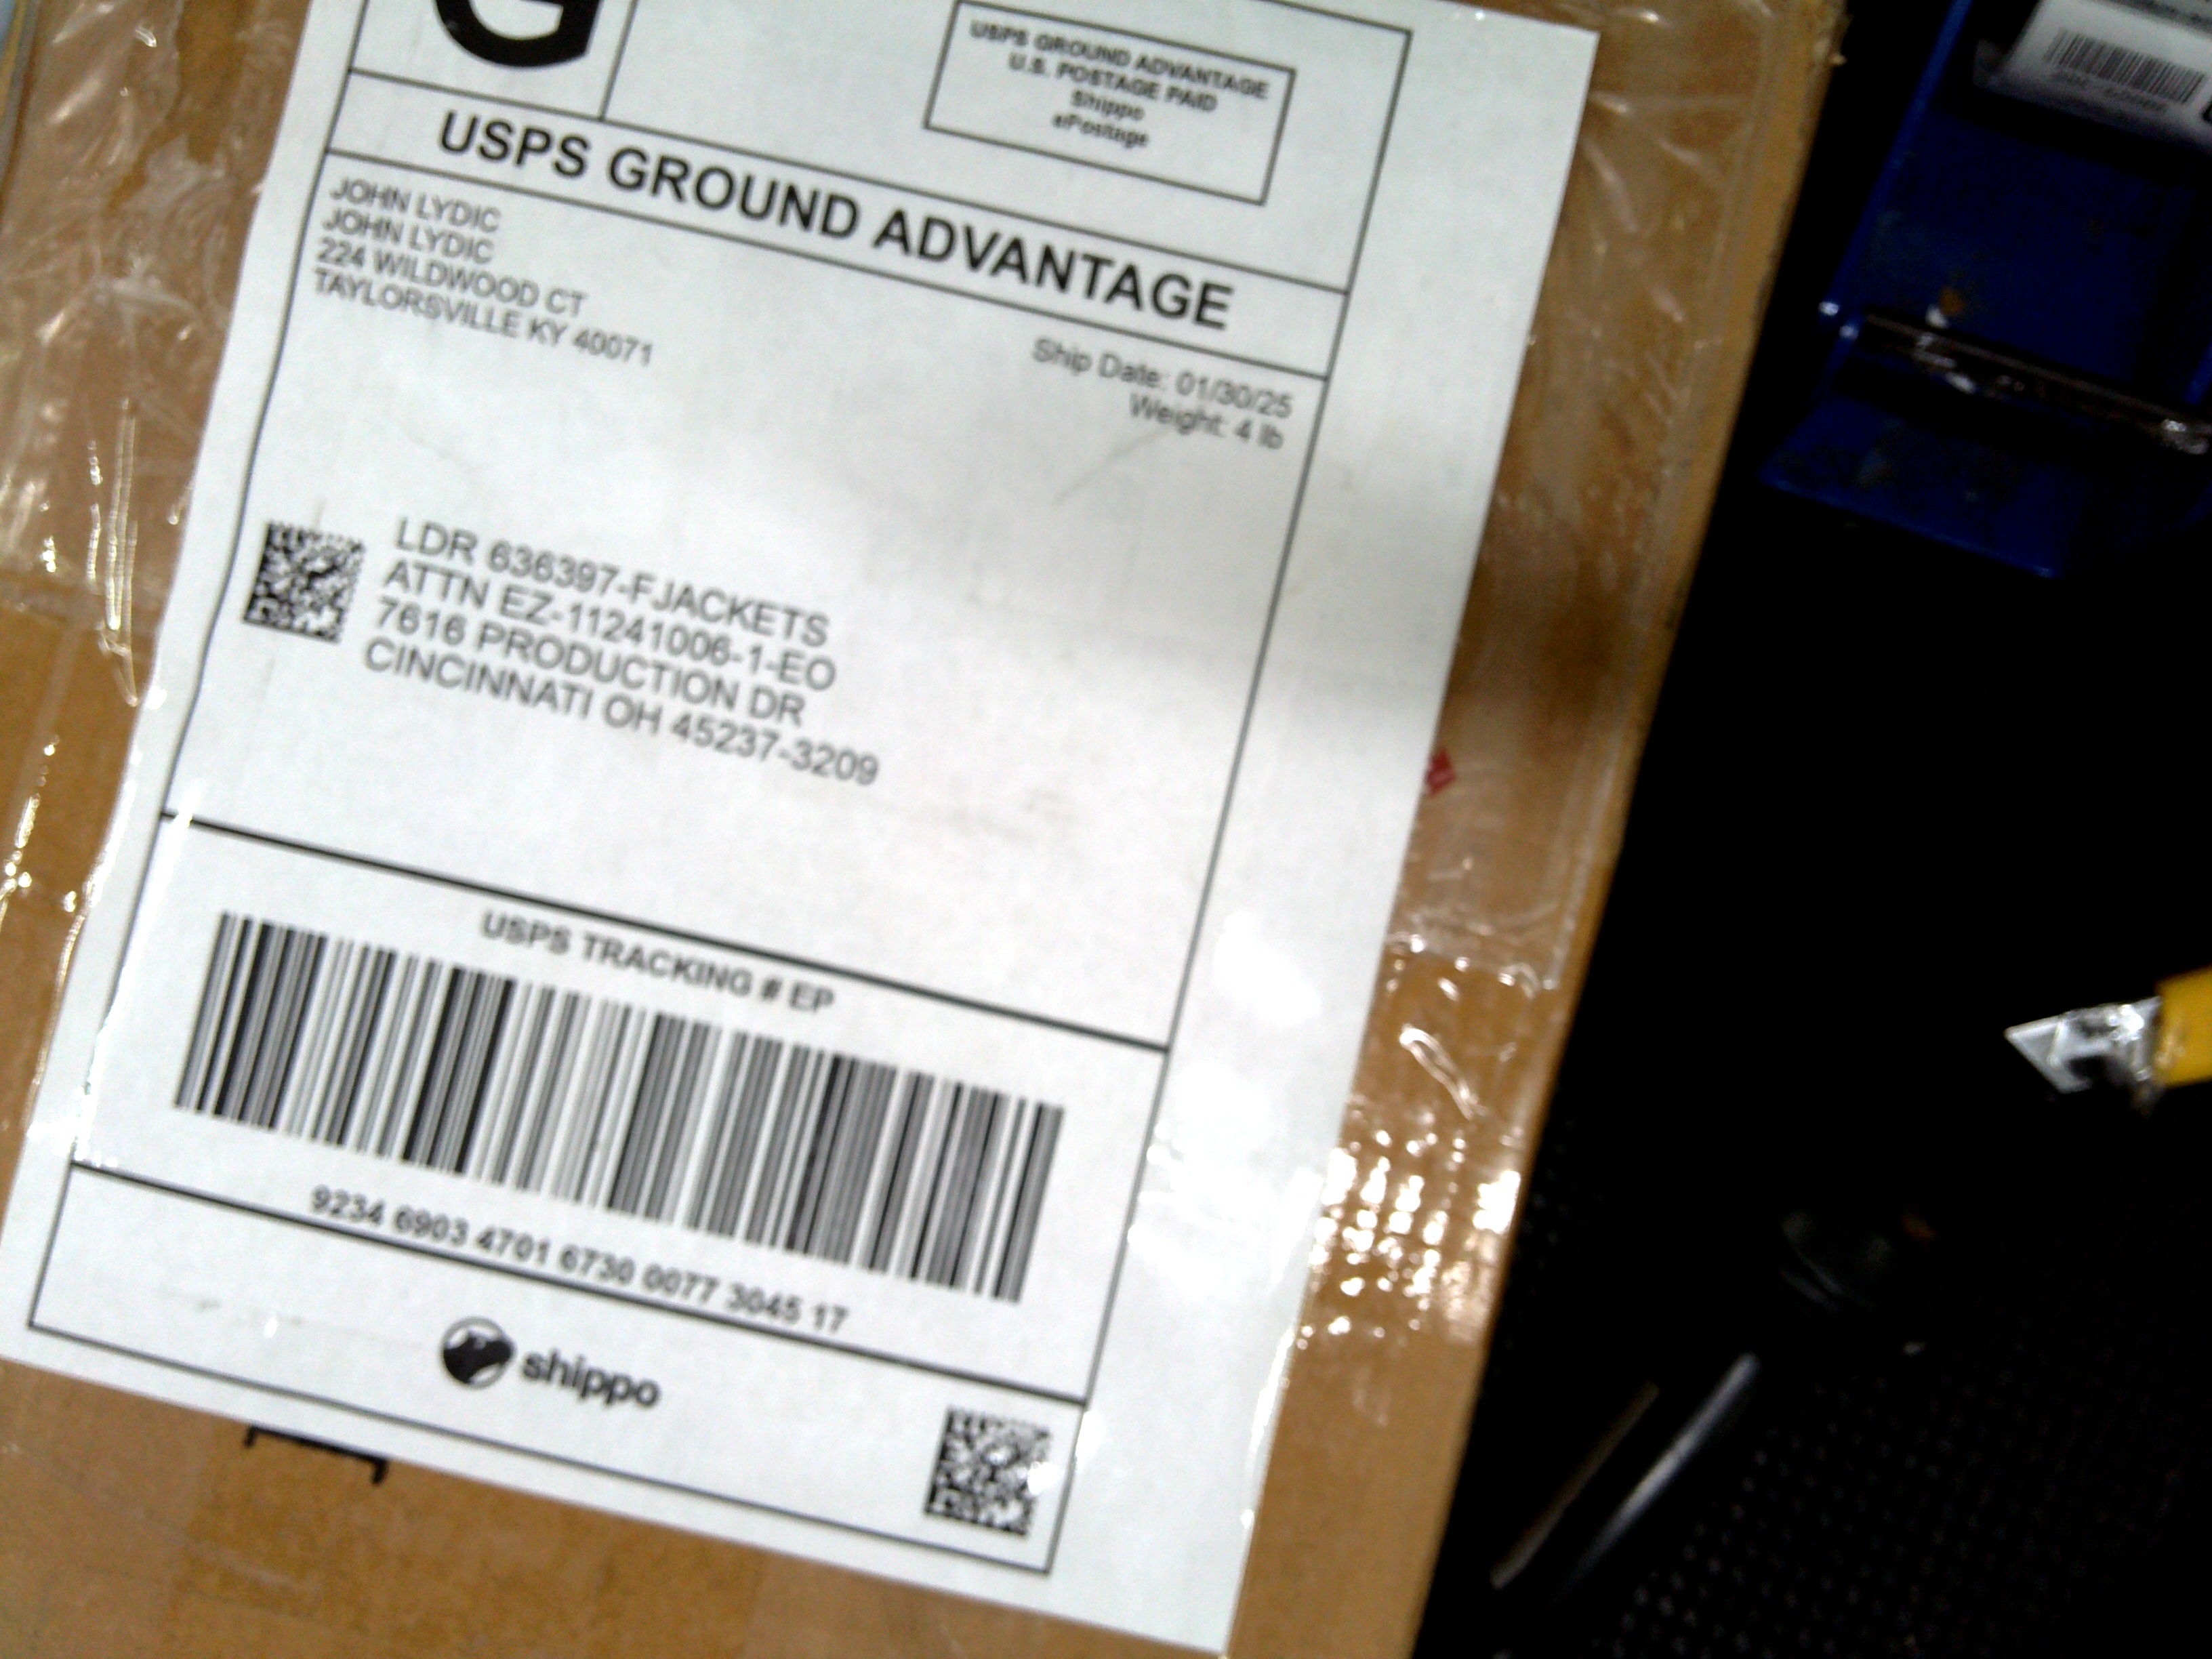 G
USPS GROUND ADVANTAGE
U.S. POSTAGE PAID
Shippo
ePostage
USPS GROUND ADVANTAGE
JOHN LYDIC
JOHN LYDIC
224 WILDWOOD CT
TAYLORSVILLE KY 40071
Ship Date: 01/30/25
Weight: 4 lb
LDR 636397-FJACKETS
ATTN EZ-11241006-1-EO
7616 PRODUCTION DR
CINCINNATI OH 45237-3209
USPS TRACKING # EP
9234 6903 4701 6730 0077 3045 17
shippo